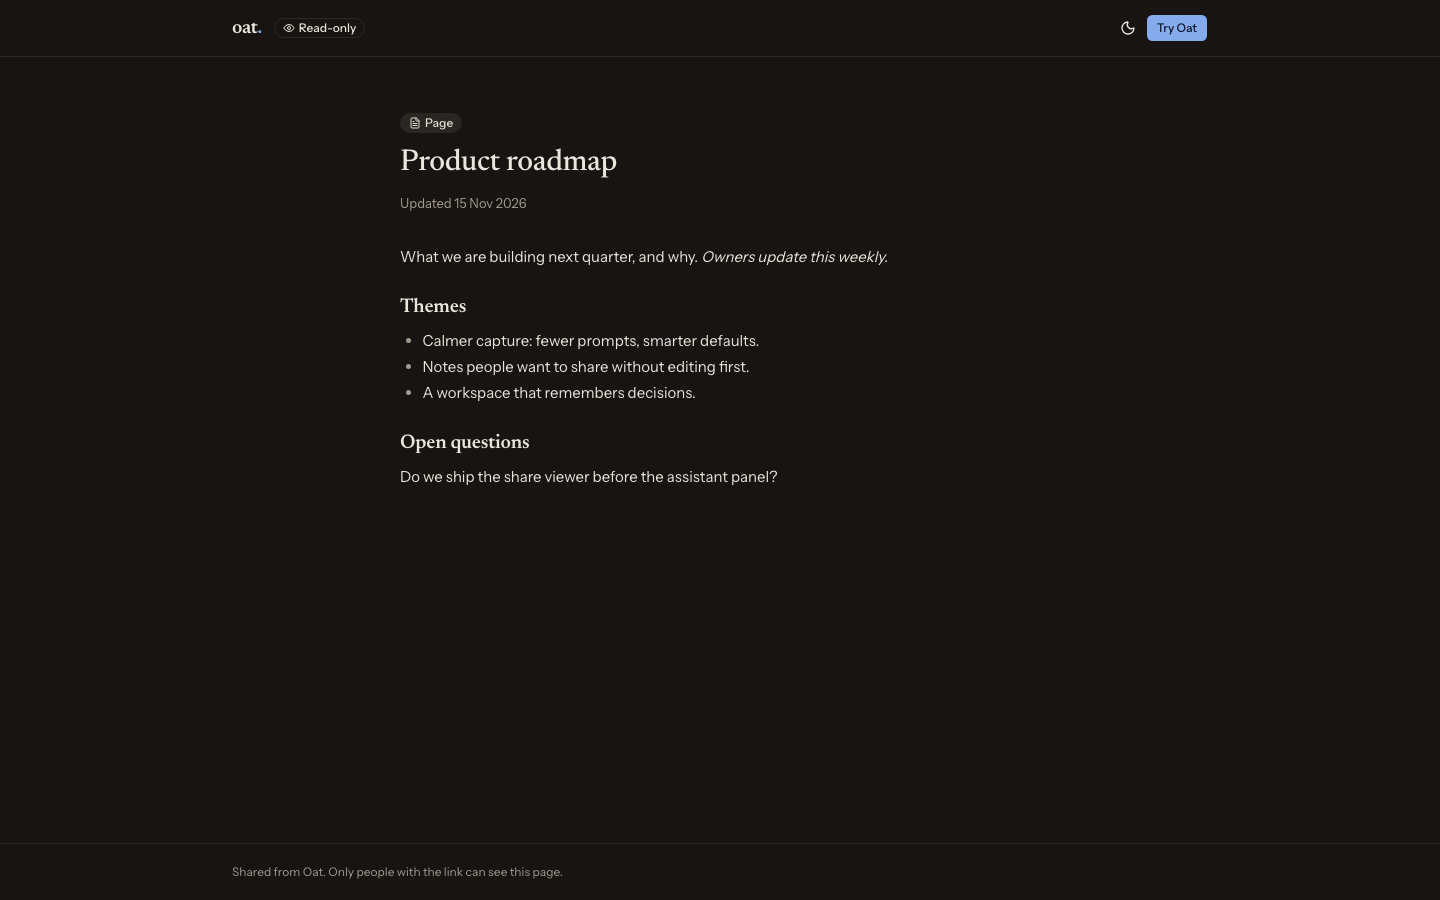 oat.
Read-only
Try Oat
Page
Product roadmap
Updated 15 Nov 2026
What we are building next quarter, and why. Owners update this weekly.
Themes
Calmer capture: fewer prompts, smarter defaults.
Notes people want to share without editing first.
A workspace that remembers decisions.
Open questions
Do we ship the share viewer before the assistant panel?
Shared from Oat. Only people with the link can see this page.